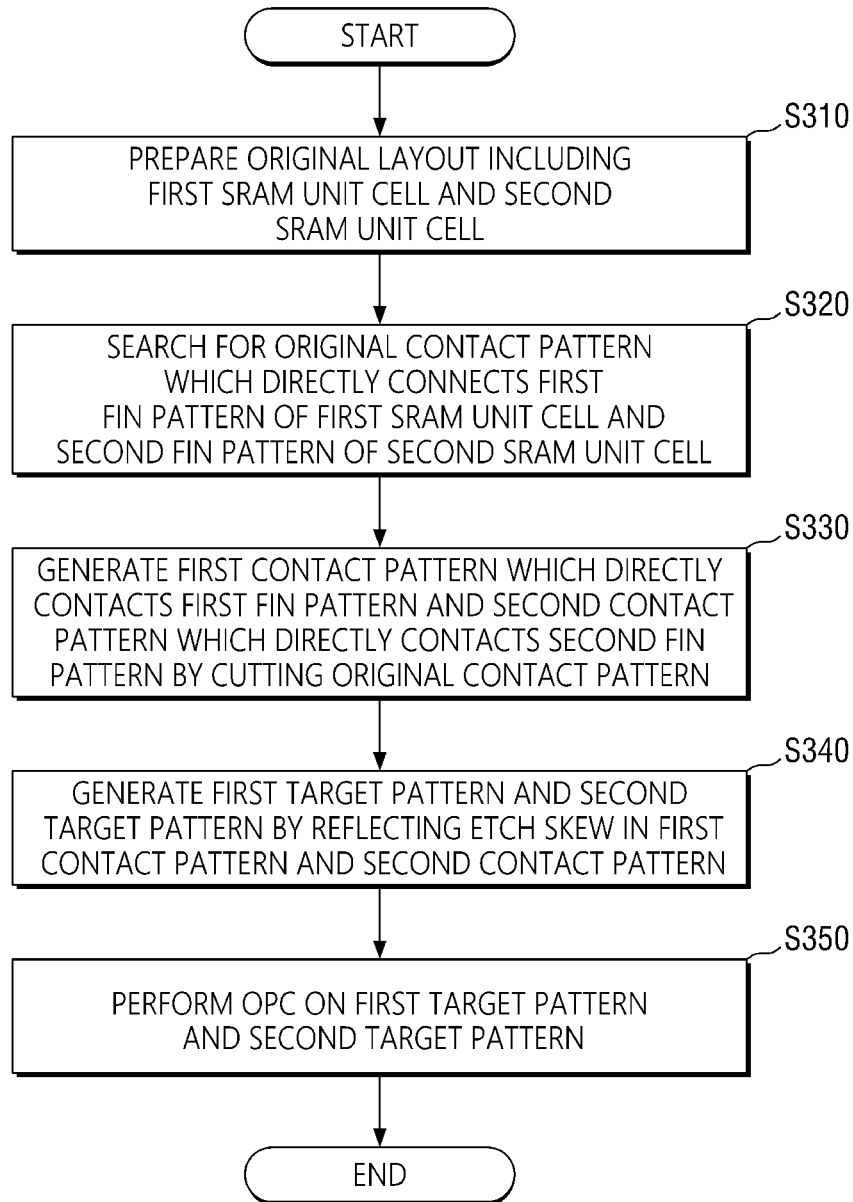 START
S310
PREPARE ORIGINAL LAYOUT INCLUDING
FIRST SRAM UNIT CELL AND SECOND
SRAM UNIT CELL
S320
SEARCH FOR ORIGINAL CONTACT PATTERN
WHICH DIRECTLY CONNECTS FIRST
FIN PATTERN OF FIRST SRAM UNIT CELL AND
SECOND FIN PATTERN OF SECOND SRAM UNIT CELL
S330
GENERATE FIRST CONTACT PATTERN WHICH DIRECTLY
CONTACTS FIRST FIN PATTERN AND SECOND CONTACT
PATTERN WHICH DIRECTLY CONTACTS SECOND FIN
PATTERN BY CUTTING ORIGINAL CONTACT PATTERN
S340
GENERATE FIRST TARGET PATTERN AND SECOND
TARGET PATTERN BY REFLECTING ETCH SKEW IN FIRST
CONTACT PATTERN AND SECOND CONTACT PATTERN
S350
PERFORM OPC ON FIRST TARGET PATTERN
AND SECOND TARGET PATTERN
END